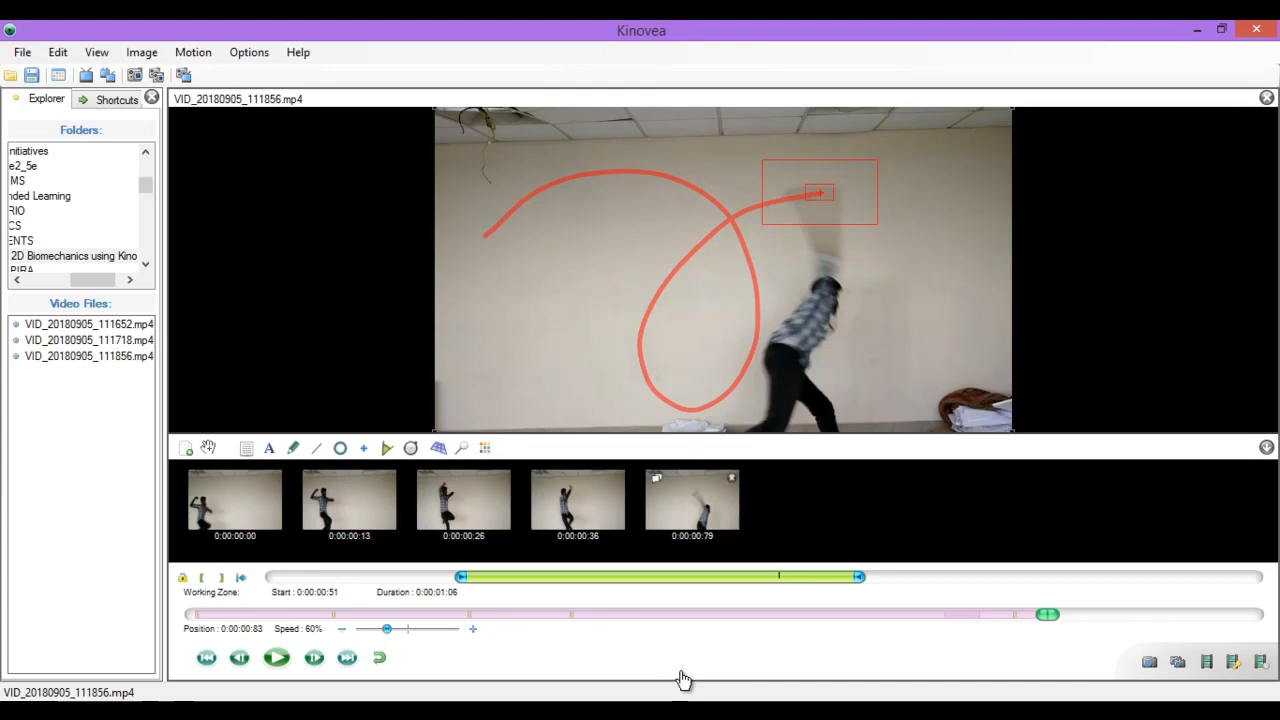 Kinovea
File Edit View Image Motion Options Help
Explorer Shortcuts
VID_20180905_111856.mp4
Folders:
nitiatives
e2_5e
MS
nded Learning
RIO
CS
ENTS
2D Biomechanics using Kino
PIRA
Video Files:
VID_20180905_111652.mp4
VID_20180905_111718.mp4
VID_20180905_111856.mp4
0:00:00:00 0:00:00:13 0:00:00:26 0:00:00:36 0:00:00:79
Working Zone: Start : 0:00:00:51 Duration : 0:00:01:06
Position : 0:00:00:83 Speed : 60%
VID_20180905_111856.mp4